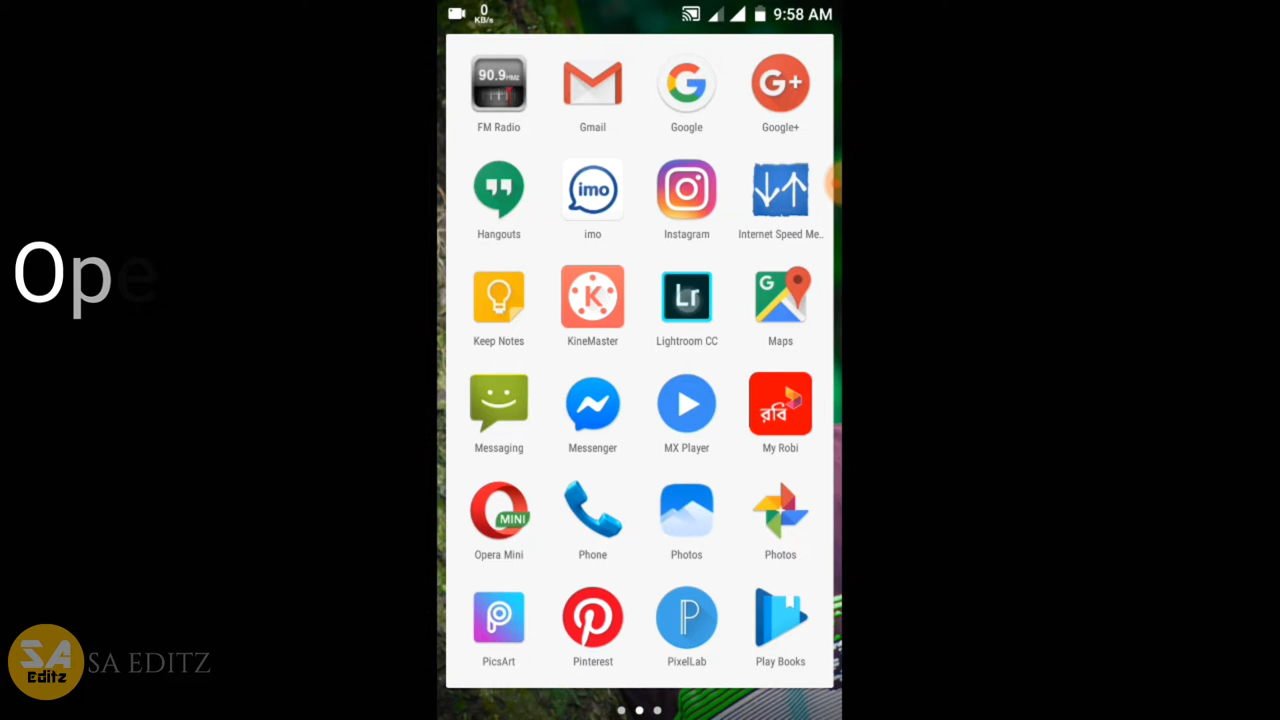 0
KB/s
9:58 AM
90.9MHZ
FM Radio
Gmail
G
Google
G+
Google+
Hangouts
imo
imo
Instagram
Internet Speed Me..
Keep Notes
K
KineMaster
Lr
Lightroom CC
G
Maps
Messaging
Messenger
MX Player
রবি
My Robi
MINI
Opera Mini
Phone
Photos
Photos
P
PicsArt
Pinterest
P
PixelLab
Play Books
Ope
SA
Editz
SA EDITZ